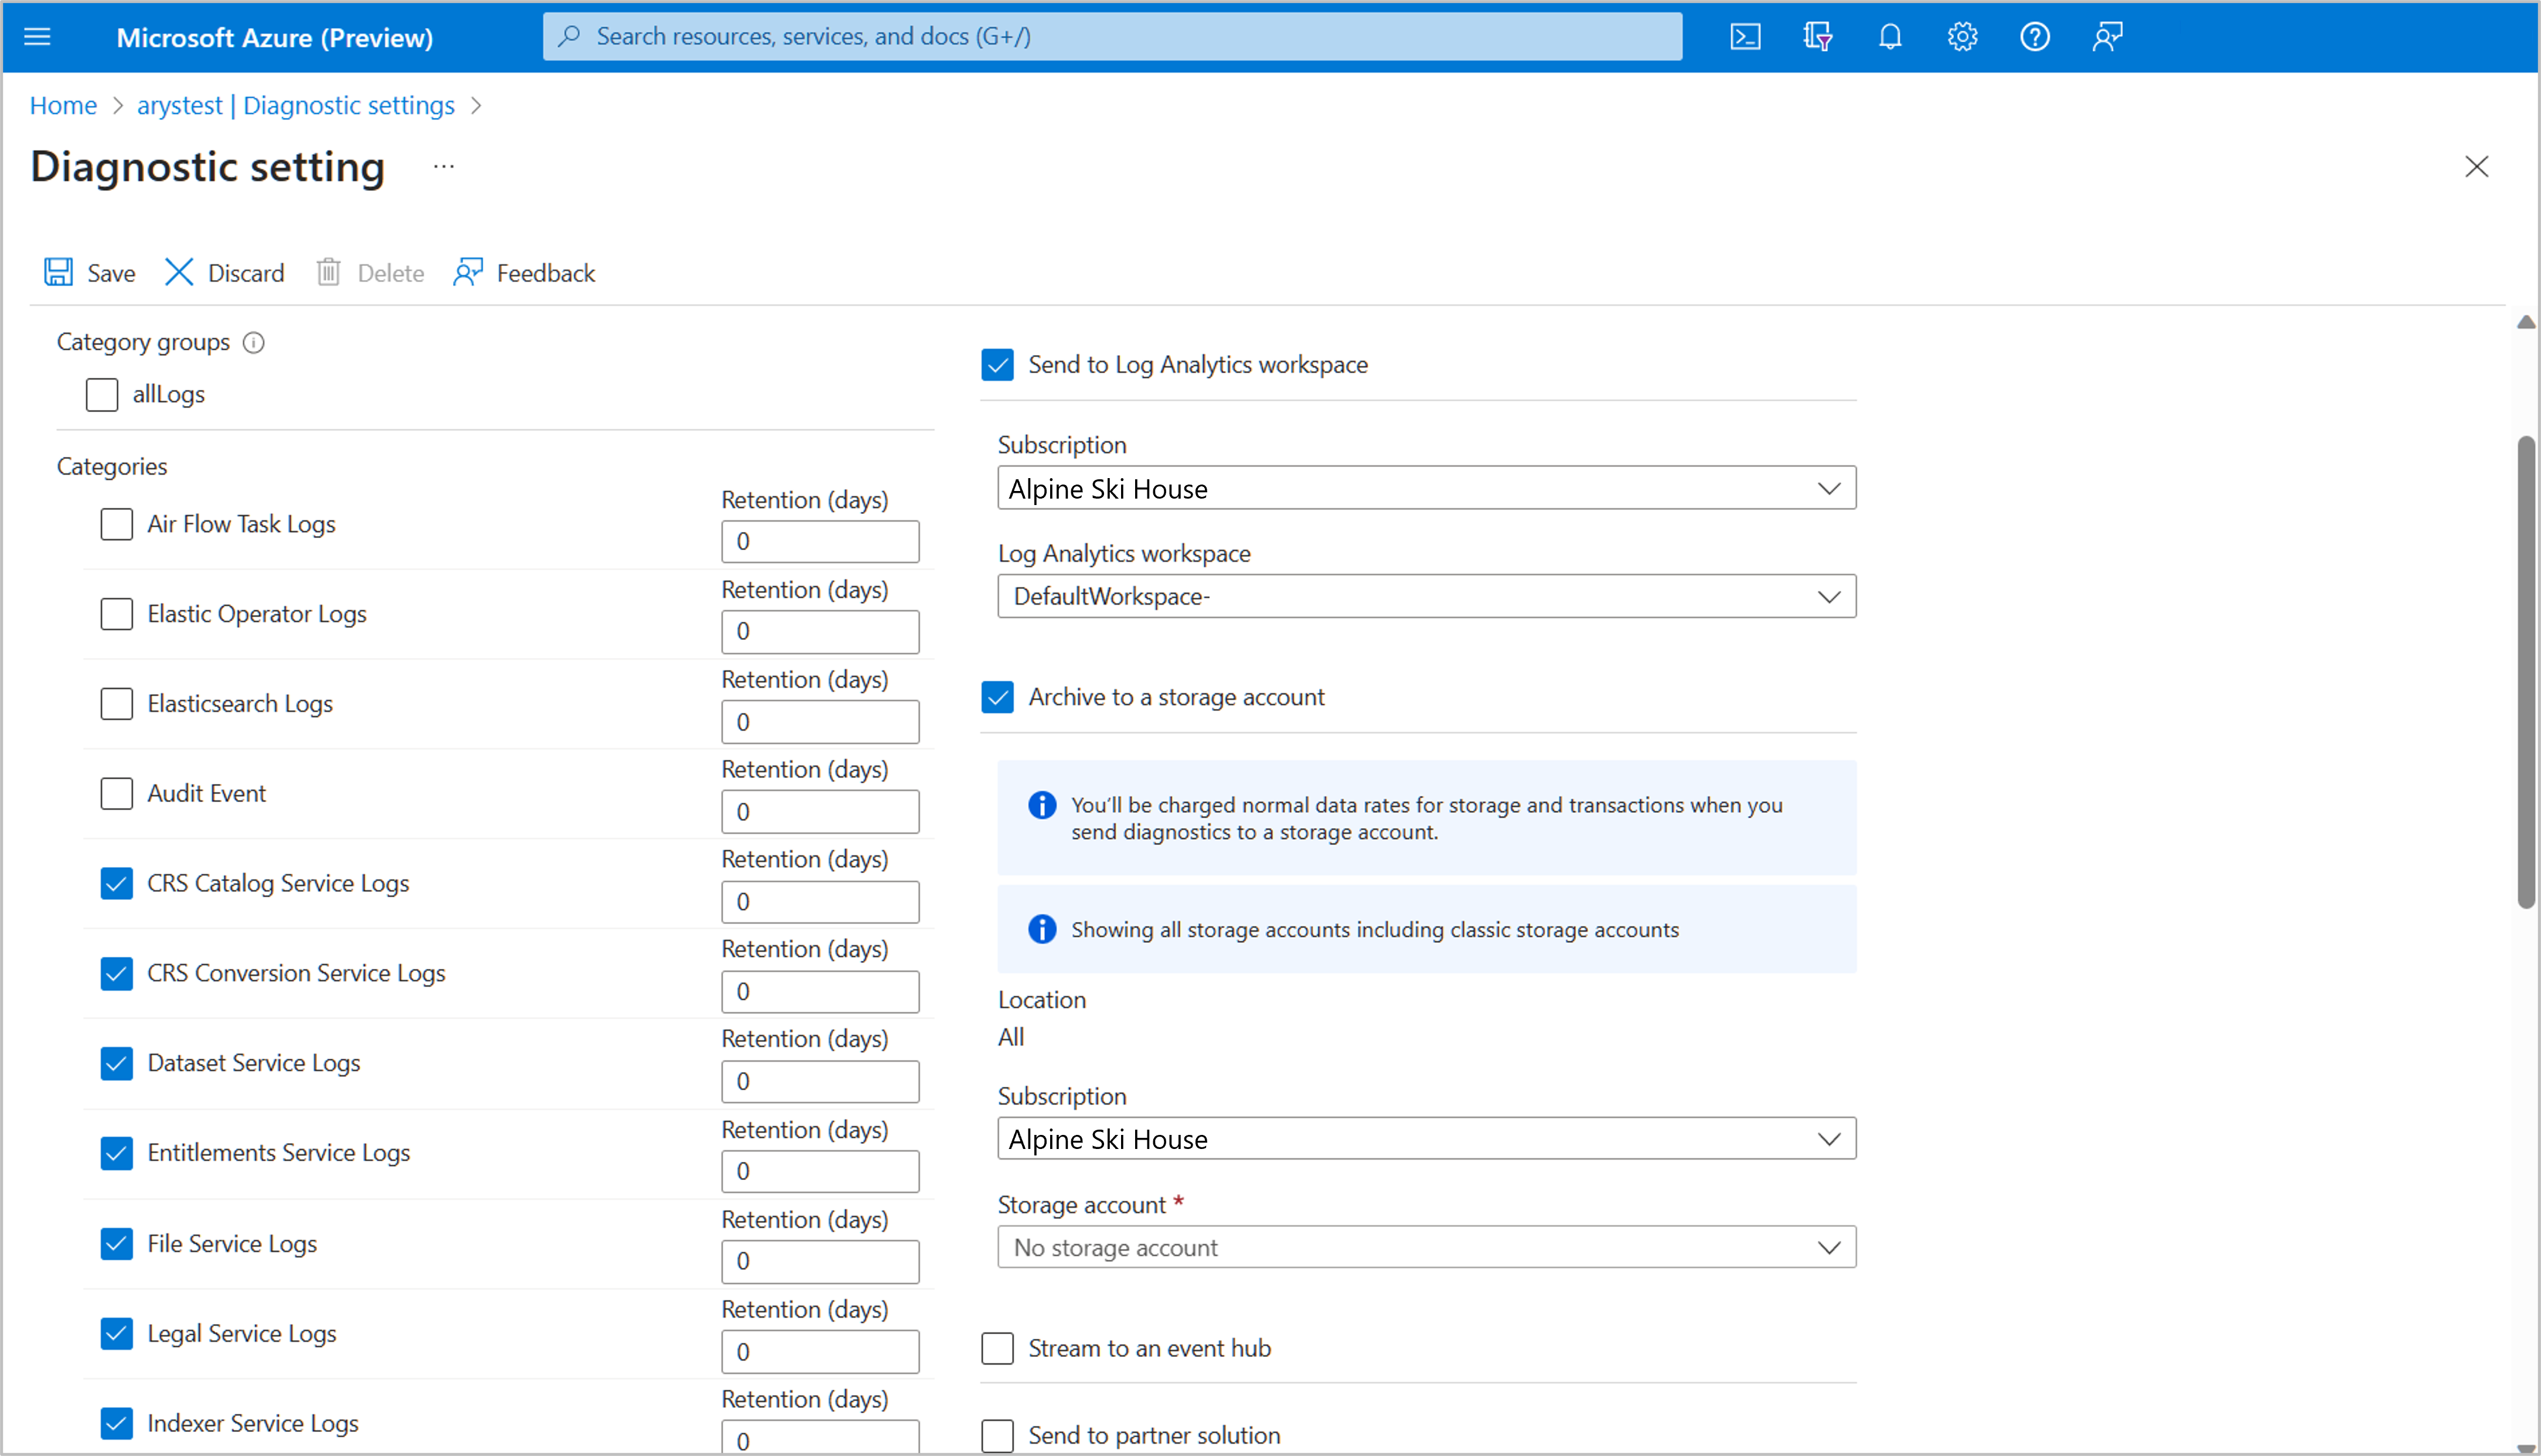 Microsoft Azure (Preview)
Search resources, services, and docs (G+/)
Home > arystest | Diagnostic settings >
Diagnostic setting ...
Save Discard Delete Feedback
Category groups
allLogs
Categories
Air Flow Task Logs
Retention (days)
0
Elastic Operator Logs
Retention (days)
0
Elasticsearch Logs
Retention (days)
0
Audit Event
Retention (days)
0
CRS Catalog Service Logs
Retention (days)
0
CRS Conversion Service Logs
Retention (days)
0
Dataset Service Logs
Retention (days)
0
Entitlements Service Logs
Retention (days)
0
File Service Logs
Retention (days)
0
Legal Service Logs
Retention (days)
0
Indexer Service Logs
Retention (days)
0
Send to Log Analytics workspace
Subscription
Alpine Ski House
Log Analytics workspace
DefaultWorkspace-
Archive to a storage account
You'll be charged normal data rates for storage and transactions when you
send diagnostics to a storage account.
Showing all storage accounts including classic storage accounts
Location
All
Subscription
Alpine Ski House
Storage account *
No storage account
Stream to an event hub
Send to partner solution